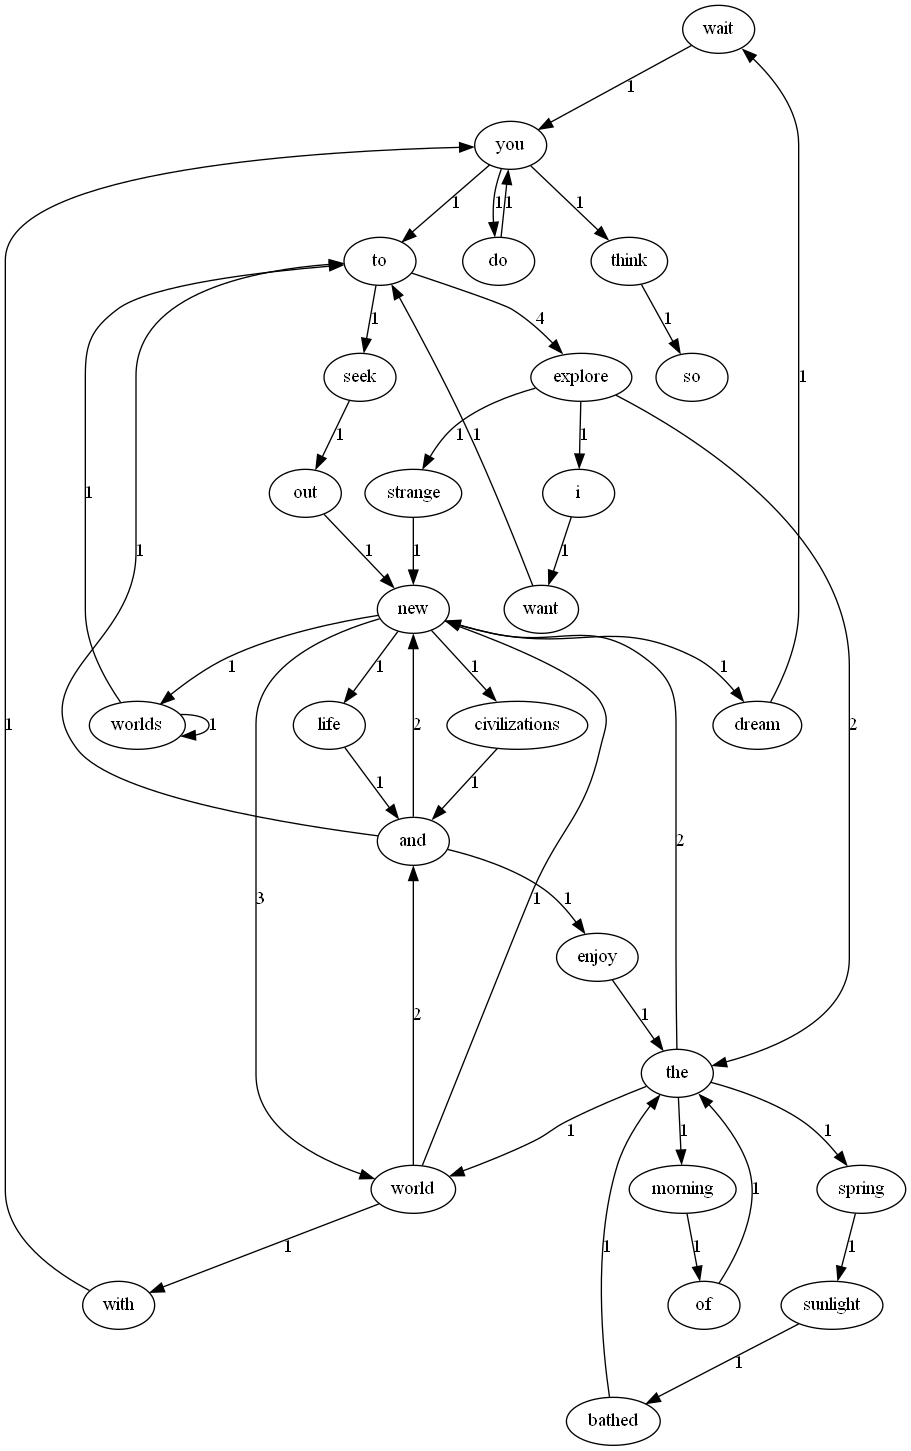 wait
1
you
1
1 1
1
to
do
think
1
4
1
seek
explore
so
1
1
1
1
1
1
out
strange
i
1
1
1
1
1
new
want
1
1
1
1
2
worlds
1
life
2
civilizations
dream
1
1
and
2
3
1
1
enjoy
2
1
the
1
1
1
world
morning
spring
1
1
1
1
1
with
of
sunlight
1
bathed